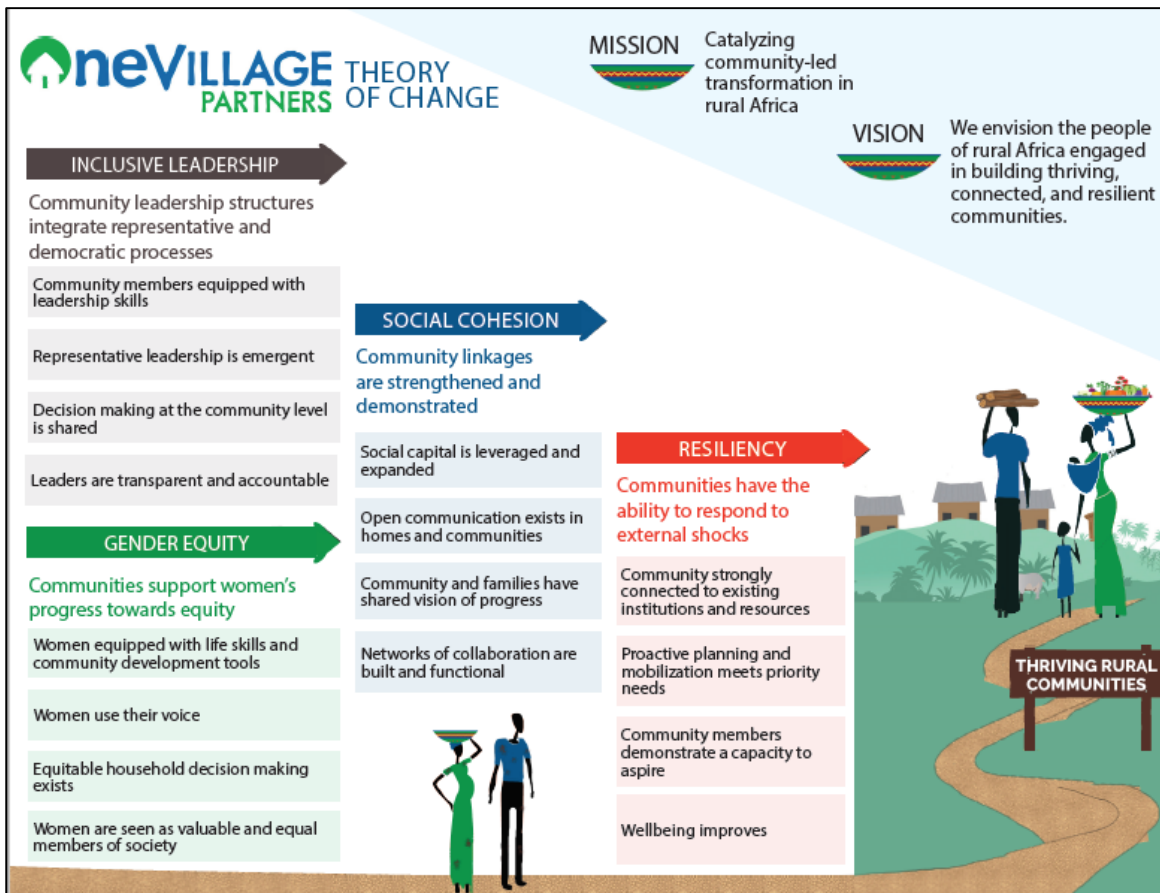 OneVILLAGE
PARTNERS
THEORY
OF CHANGE
MISSION
Catalyzing
community-led
transformation in
rural Africa
VISION
We envision the people
of rural Africa engaged
in building thriving,
connected, and resilient
communities.
INCLUSIVE LEADERSHIP
Community leadership structures
integrate representative and
democratic processes
Community members equipped with
leadership skills
Representative leadership is emergent
Decision making at the community level
is shared
Leaders are transparent and accountable
GENDER EQUITY
Communities support women's
progress towards equity
Women equipped with life skills and
community development tools
Women use their voice
Equitable household decision making
exists
Women are seen as valuable and equal
members of society
SOCIAL COHESION
Community linkages
are strengthened and
demonstrated
Social capital is leveraged and
expanded
Open communication exists in
homes and communities
Community and families have
shared vision of progress
Networks of collaboration are
built and functional
RESILIENCY
Communities have the
ability to respond to
external shocks
Community strongly
connected to existing
institutions and resources
Proactive planning and
mobilization meets priority
needs
Community members
demonstrate a capacity to
aspire
Wellbeing improves
THRIVING RURAL
COMMUNITIES